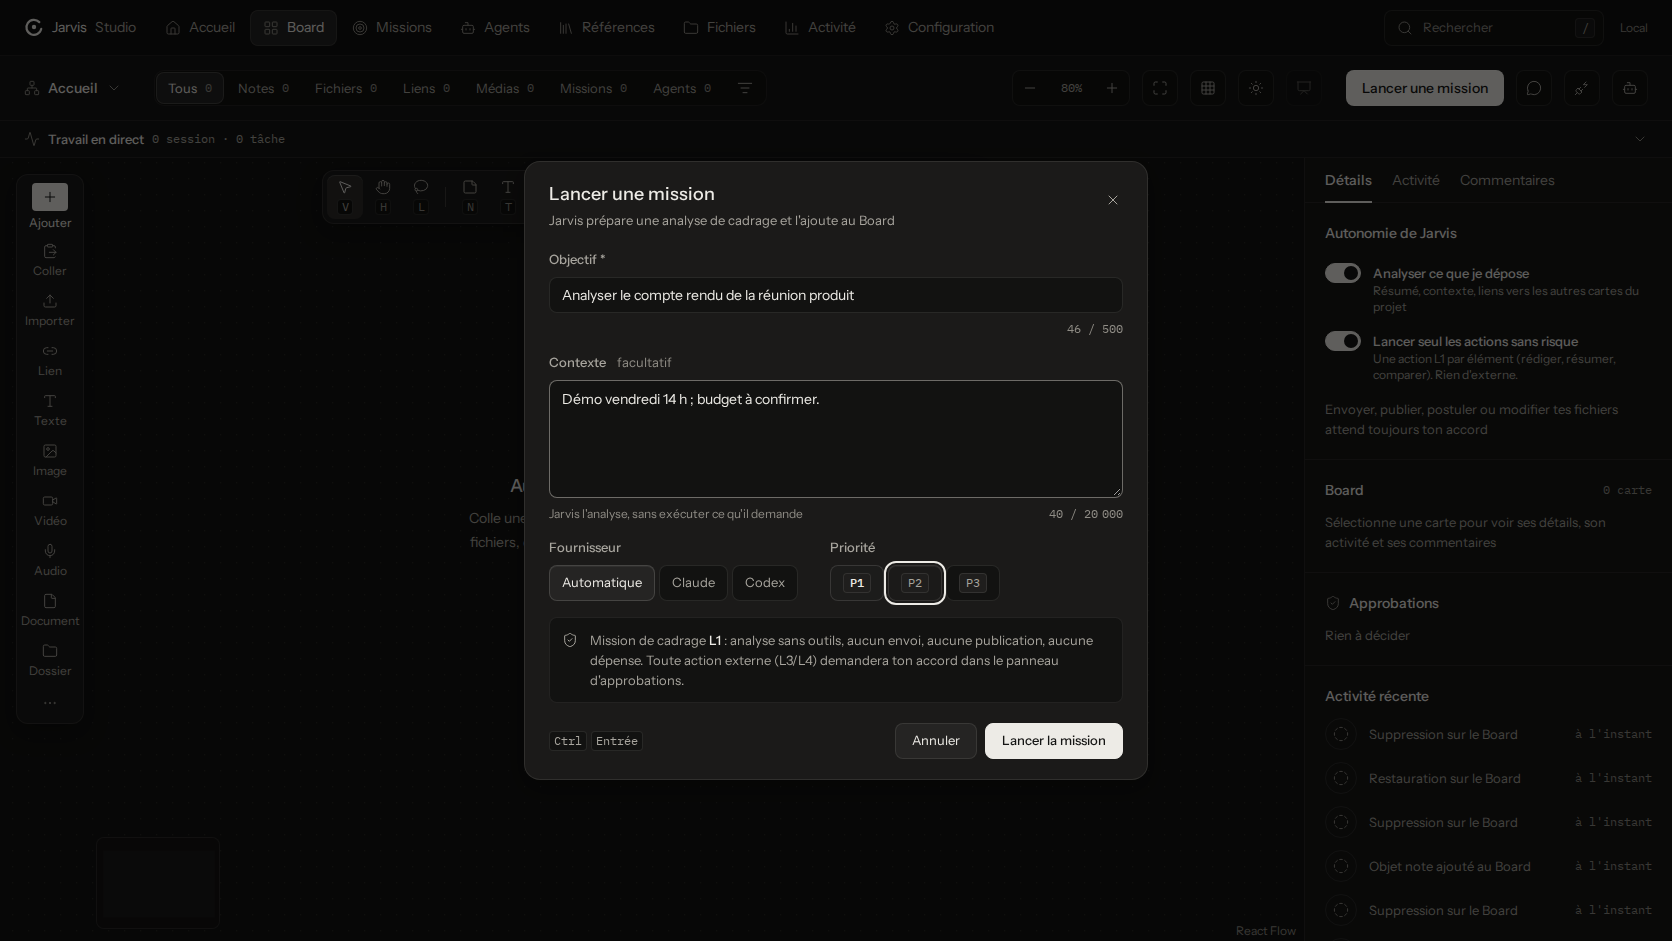 Jarvis Studio
Accueil
Board
Missions
Agents
Références
Fichiers
Activité
Configuration
Rechercher /
Local
Accueil
Tous 0
Notes 0
Fichiers 0
Liens 0
Médias 0
Missions 0
Agents 0
80%
Lancer une mission
Travail en direct 0 session · 0 tâche
Ajouter
Coller
Importer
Lien
Texte
Image
Vidéo
Audio
Document
Dossier
V
H
L
N
T
Colle une
fichiers,
Lancer une mission
Jarvis prépare une analyse de cadrage et l'ajoute au Board
Objectif *
Analyser le compte rendu de la réunion produit
46 / 500
Contexte facultatif
Démo vendredi 14 h ; budget à confirmer.
Jarvis l'analyse, sans exécuter ce qu'il demande
40 / 20 000
Fournisseur
Automatique
Claude
Codex
Priorité
P1
P2
P3
Mission de cadrage L1 : analyse sans outils, aucun envoi, aucune publication, aucune
dépense. Toute action externe (L3/L4) demandera ton accord dans le panneau
d'approbations.
Ctrl Entrée
Annuler
Lancer la mission
Détails
Activité
Commentaires
Autonomie de Jarvis
Analyser ce que je dépose
Résumé, contexte, liens vers les autres cartes du
projet
Lancer seul les actions sans risque
Une action L1 par élément (rédiger, résumer,
comparer). Rien d'externe.
Envoyer, publier, postuler ou modifier tes fichiers
attend toujours ton accord
Board
0 carte
Sélectionne une carte pour voir ses détails, son
activité et ses commentaires
Approbations
Rien à décider
Activité récente
Suppression sur le Board à l'instant
Restauration sur le Board à l'instant
Suppression sur le Board à l'instant
Objet note ajouté au Board à l'instant
Suppression sur le Board à l'instant
React Flow